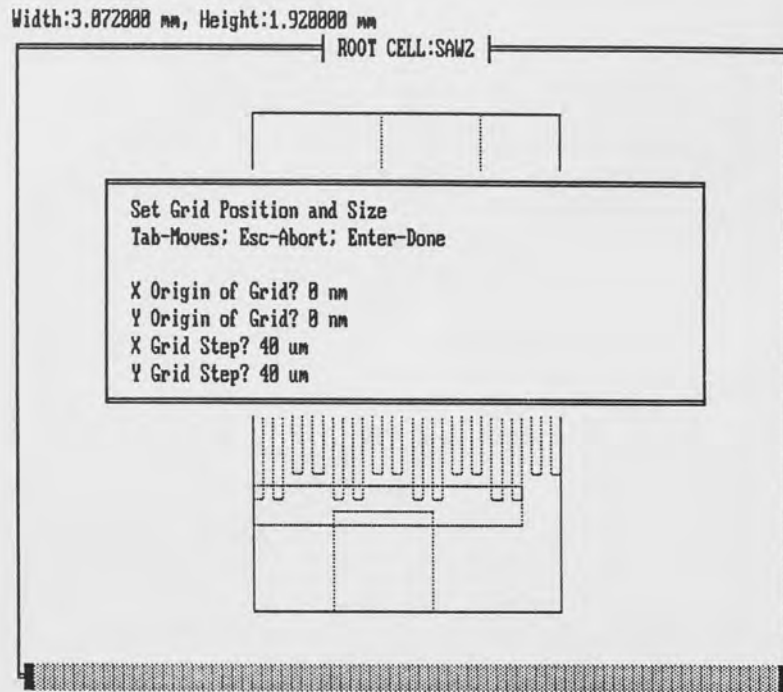 Width:3.072000 mm, Height:1.920000 mm
ROOT CELL:SAW2
Set Grid Position and Size
Tab-Moves; Esc-Abort; Enter-Done
X Origin of Grid? 0 nm
Y Origin of Grid? 0 nm
X Grid Step? 40 um
Y Grid Step? 40 um